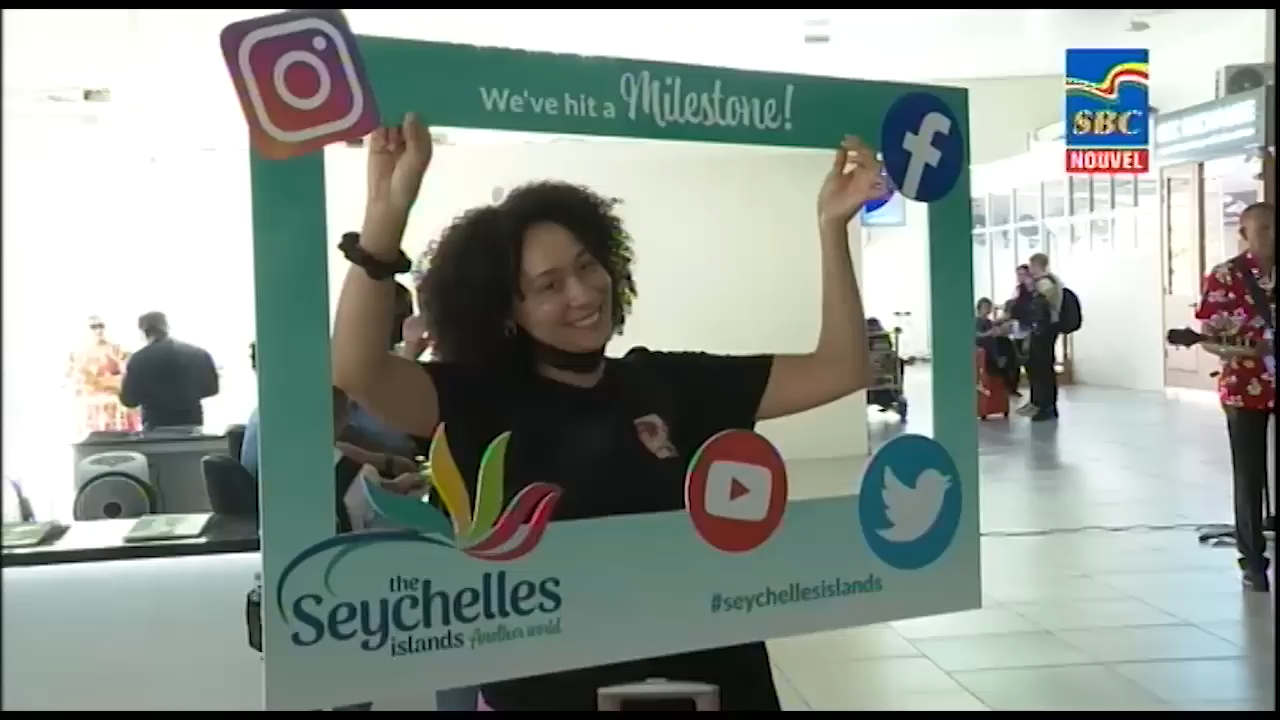 We've hit a Milestone!
SBC
NOUVEL
the
Seychelles
islands Another world
#seychellesislands